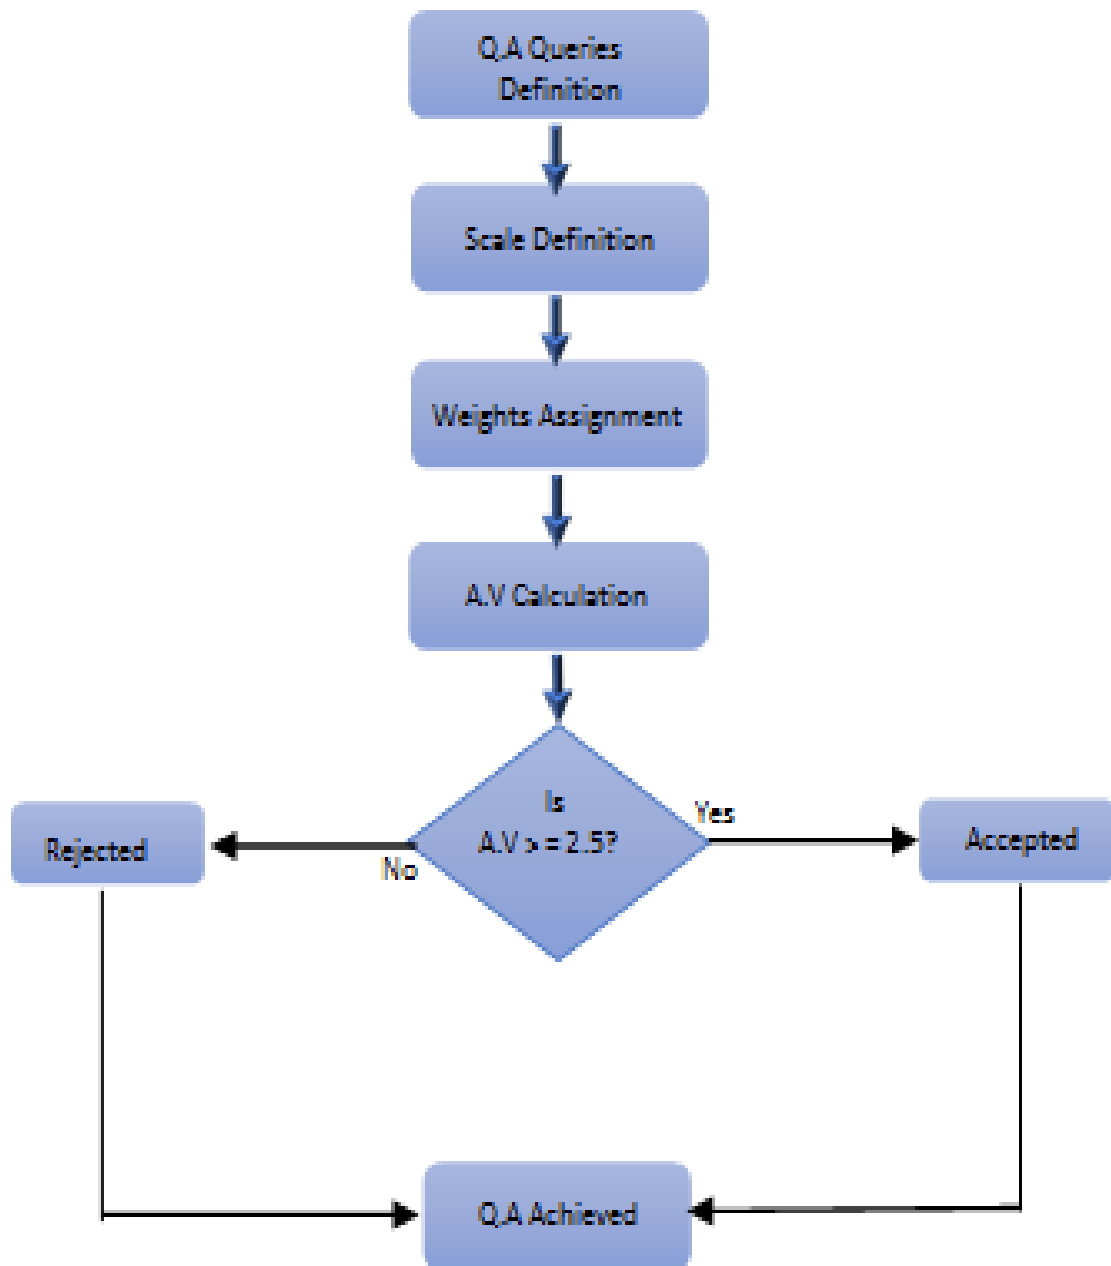 Q.A Queries
Definition
Scale Definition
Weights Assignment
A.V Calculation
Is
A.V > = 2.5?
Yes
No
Rejected
Accepted
Q.A Achieved